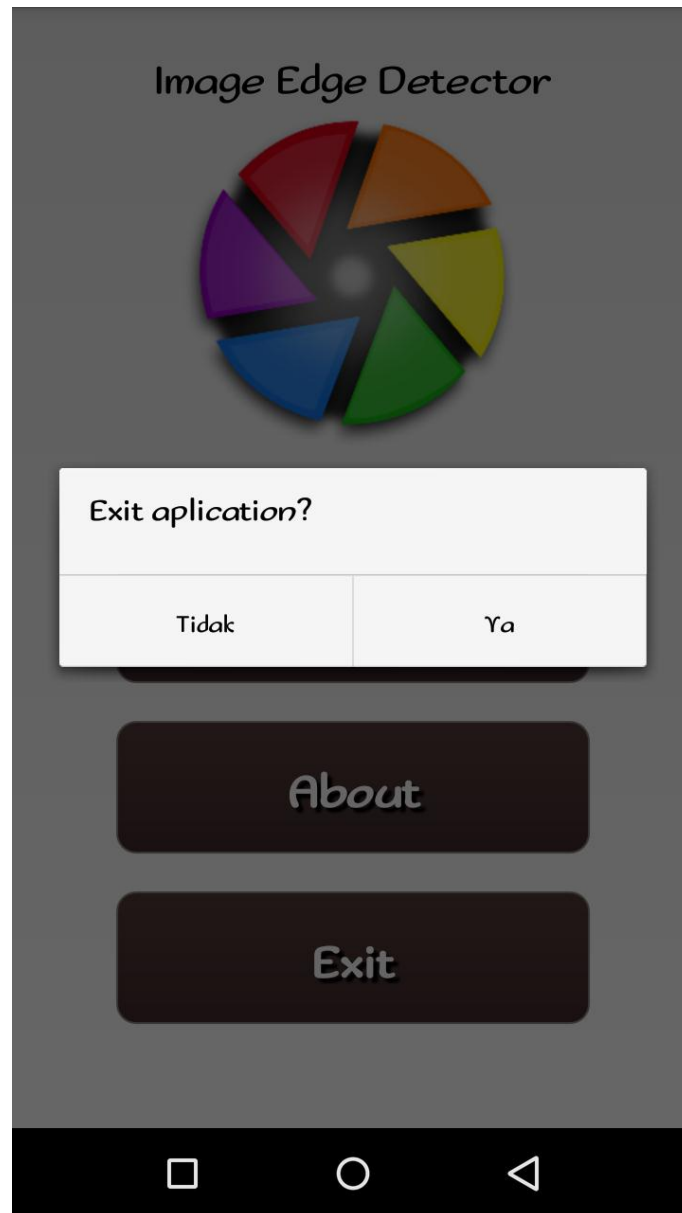 Image Edge Detector
Exit aplication?
Tidak
Ya
About
Exit